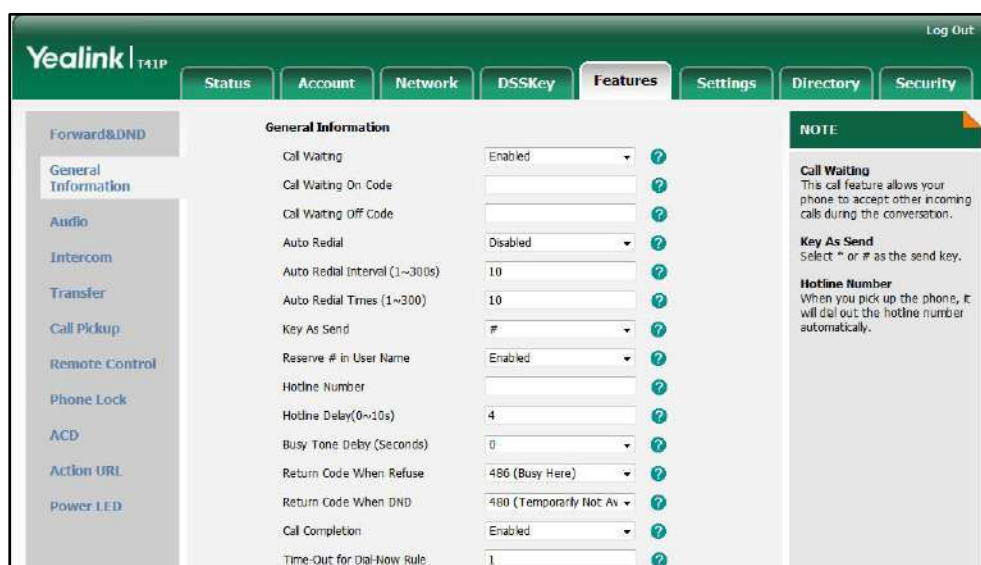 Log Out
Yealink T41P
Status Account Network DSSKey Features Settings Directory Security
Forward&DND
General
Information
Audio
Intercom
Transfer
Call Pickup
Remote Control
Phone Lock
ACD
Action URL
Power LED
General Information
Call Waiting Enabled
Call Waiting On Code
Call Waiting Off Code
Auto Redial Disabled
Auto Redial Interval (1~300s) 10
Auto Redial Times (1~300) 10
Key As Send #
Reserve # in User Name Enabled
Hotline Number
Hotline Delay(0~10s) 4
Busy Tone Delay (Seconds) 0
Return Code When Refuse 486 (Busy Here)
Return Code When DND 480 (Temporarily Not Av
Call Completion Enabled
Time-Out for Dial-Now Rule 1
NOTE
Call Waiting
This call feature allows your
phone to accept other incoming
calls during the conversation.
Key As Send
Select * or # as the send key.
Hotline Number
When you pick up the phone, it
will dial out the hotline number
automatically.